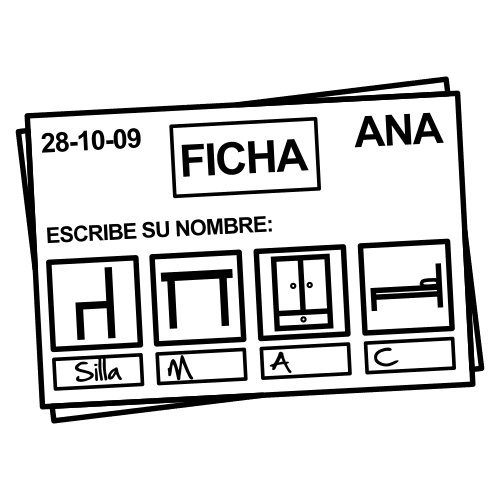 28-10-09 FICHA ANA
ESCRIBE SU NOMBRE:
Silla M A C